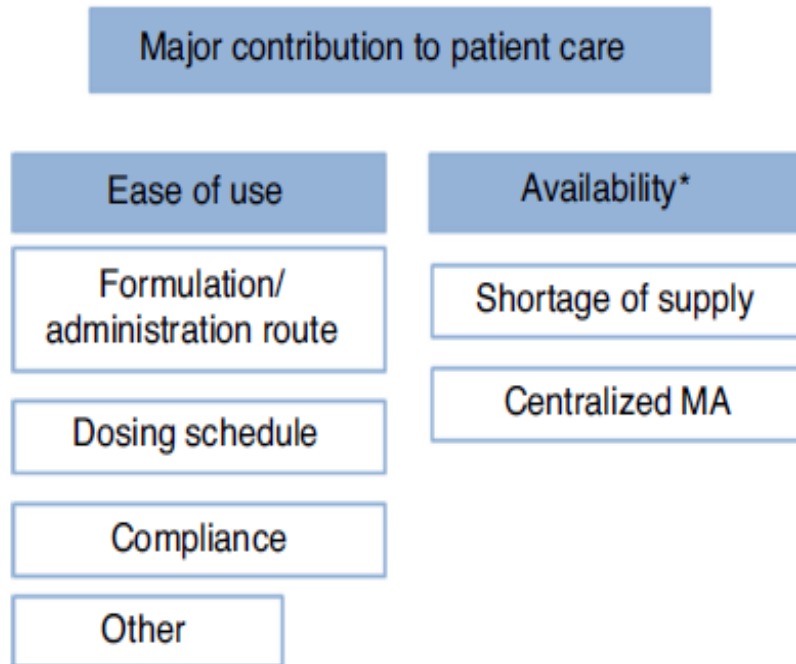 Major contribution to patient care
Ease of use
Formulation/
administration route
Dosing schedule
Compliance
Other
Availability*
Shortage of supply
Centralized MA